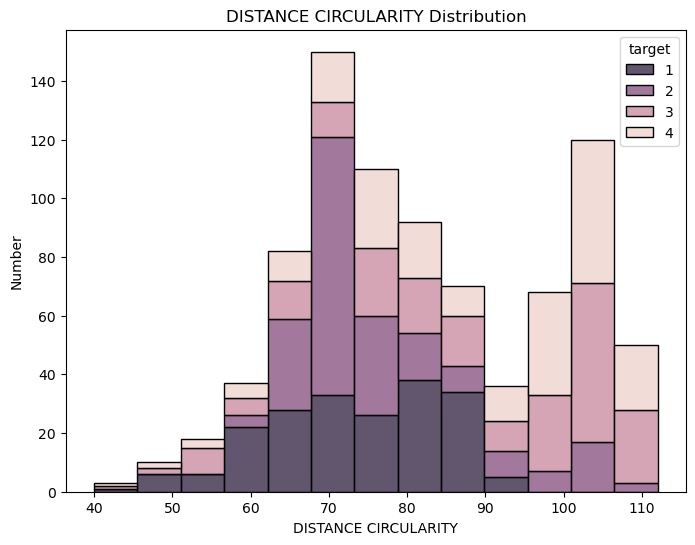 DISTANCE CIRCULARITY Distribution
target
1
2
3
4
Number
140
120
100
80
60
40
20
0
40 50 60 70 80 90 100 110
DISTANCE CIRCULARITY